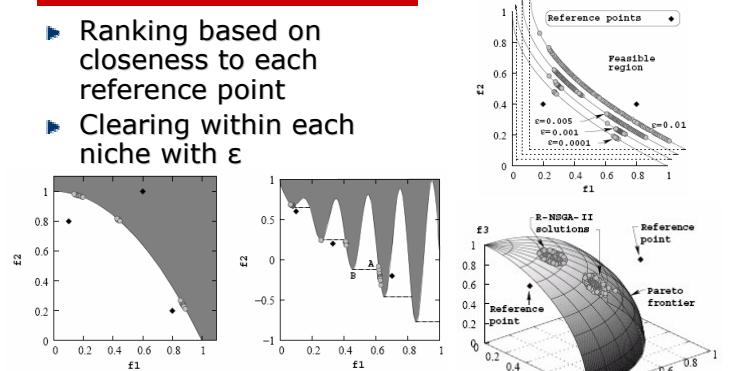 Ranking based on
closeness to each
reference point
Clearing within each
niche with ε
1
0.8
0.6
0.4
0.2
0
f2
0 0.2 0.4 0.6 0.8 1
f1
Reference points
Feasible
region
ε=0.005
ε=0.001
ε=0.0001
ε=0.01
1
0.8
0.6
0.4
0.2
0
f2
0 0.2 0.4 0.6 0.8 1
f1
1
0.5
0
−0.5
−1
f2
A
B
0 0.2 0.4 0.6 0.8 1
f1
f3
1
0.8
0.6
0.4
0.2
0
R-NSGA-II
solutions
Reference
point
Pareto
frontier
Reference
point
0.2
0.4
0.6
0.8